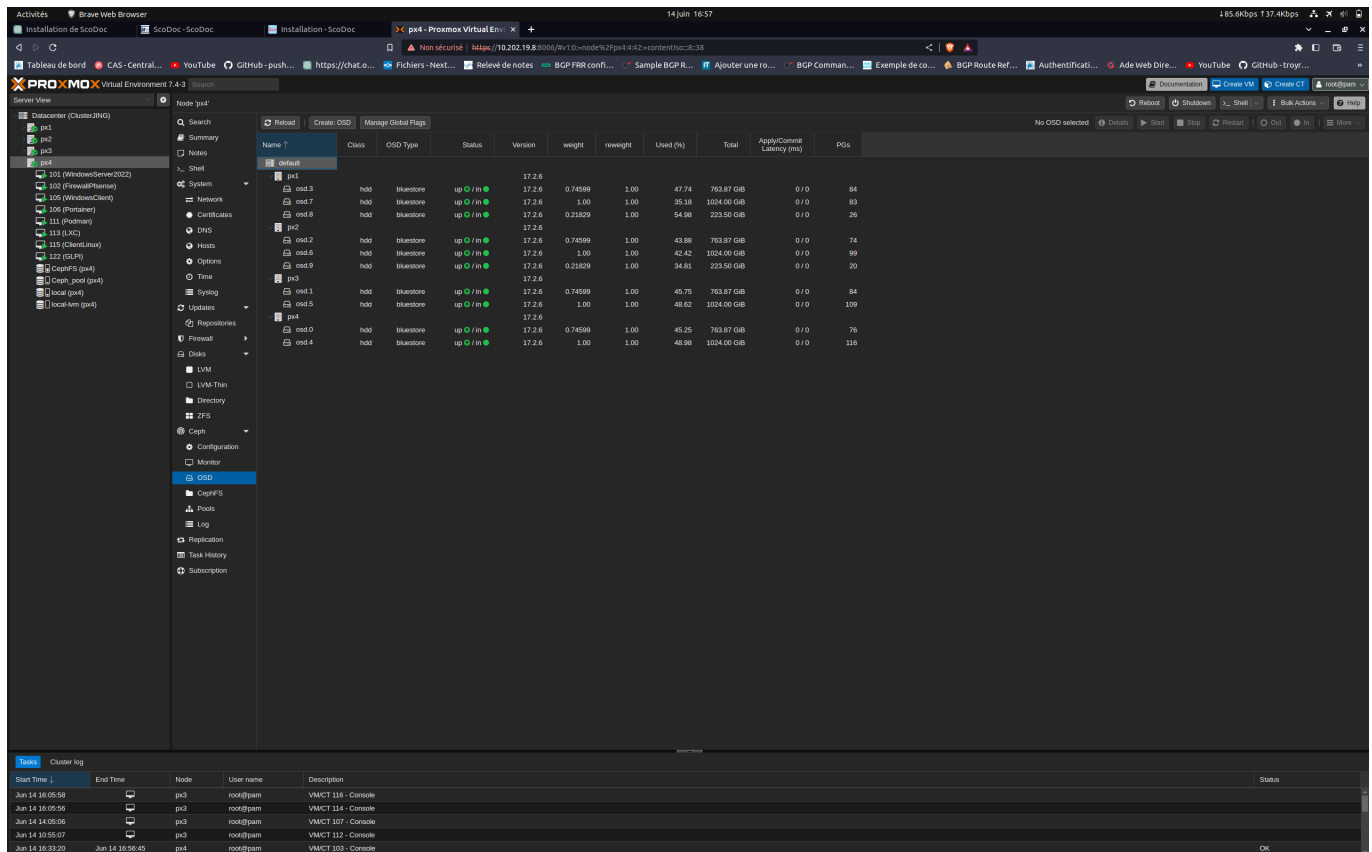 Activités Brave Web Browser 14 juin 16:57 ↓85.6Kbps ↑37.4Kbps
Installation de ScoDoc ScoDoc - ScoDoc Installation - ScoDoc px4 - Proxmox Virtual Envi × +
Non sécurisé https://10.202.19.8:8006/#v1:0:=node%2Fpx4:4:42:=contentIso::8:38
Tableau de bord CAS - Central... YouTube GitHub - push... https://chat.o... Fichiers - Next... Relevé de notes BGP FRR confi... Sample BGP R... Ajouter une ro... BGP Comman... Exemple de co... BGP Route Ref... Authentificati... Ade Web Dire... YouTube GitHub - troyr... »
PROXMOX Virtual Environment 7.4-3 Search Documentation Create VM Create CT root@pam
Server View Node 'px4' Reboot Shutdown Shell Bulk Actions Help
Datacenter (ClusterJING)
px1
px2
px3
px4
101 (WindowsServer2022)
102 (FirewallPfsense)
105 (WindowsClient)
106 (Portainer)
111 (Podman)
113 (LXC)
115 (ClientLinux)
122 (GLPI)
CephFS (px4)
Ceph_pool (px4)
local (px4)
local-lvm (px4)
Search
Summary
Notes
Shell
System
Network
Certificates
DNS
Hosts
Options
Time
Syslog
Updates
Repositories
Firewall
Disks
LVM
LVM-Thin
Directory
ZFS
Ceph
Configuration
Monitor
OSD
CephFS
Pools
Log
Replication
Task History
Subscription
Reload Create: OSD Manage Global Flags No OSD selected Details Start Stop Restart Out In More
Name ↑ Class OSD Type Status Version weight reweight Used (%) Total Apply/Commit Latency (ms) PGs
default
px1 17.2.6
osd.3 hdd bluestore up / in 17.2.6 0.74599 1.00 47.74 763.87 GiB 0 / 0 84
osd.7 hdd bluestore up / in 17.2.6 1.00 1.00 35.18 1024.00 GiB 0 / 0 83
osd.8 hdd bluestore up / in 17.2.6 0.21829 1.00 54.98 223.50 GiB 0 / 0 26
px2 17.2.6
osd.2 hdd bluestore up / in 17.2.6 0.74599 1.00 43.88 763.87 GiB 0 / 0 74
osd.6 hdd bluestore up / in 17.2.6 1.00 1.00 42.42 1024.00 GiB 0 / 0 99
osd.9 hdd bluestore up / in 17.2.6 0.21829 1.00 34.81 223.50 GiB 0 / 0 20
px3 17.2.6
osd.1 hdd bluestore up / in 17.2.6 0.74599 1.00 45.75 763.87 GiB 0 / 0 84
osd.5 hdd bluestore up / in 17.2.6 1.00 1.00 48.62 1024.00 GiB 0 / 0 109
px4 17.2.6
osd.0 hdd bluestore up / in 17.2.6 0.74599 1.00 45.25 763.87 GiB 0 / 0 76
osd.4 hdd bluestore up / in 17.2.6 1.00 1.00 48.98 1024.00 GiB 0 / 0 116
Tasks Cluster log
Start Time ↓ End Time Node User name Description Status
Jun 14 16:05:58 px3 root@pam VM/CT 116 - Console
Jun 14 16:05:56 px3 root@pam VM/CT 114 - Console
Jun 14 14:05:06 px3 root@pam VM/CT 107 - Console
Jun 14 10:55:07 px3 root@pam VM/CT 112 - Console
Jun 14 16:33:20 Jun 14 16:56:45 px4 root@pam VM/CT 103 - Console OK